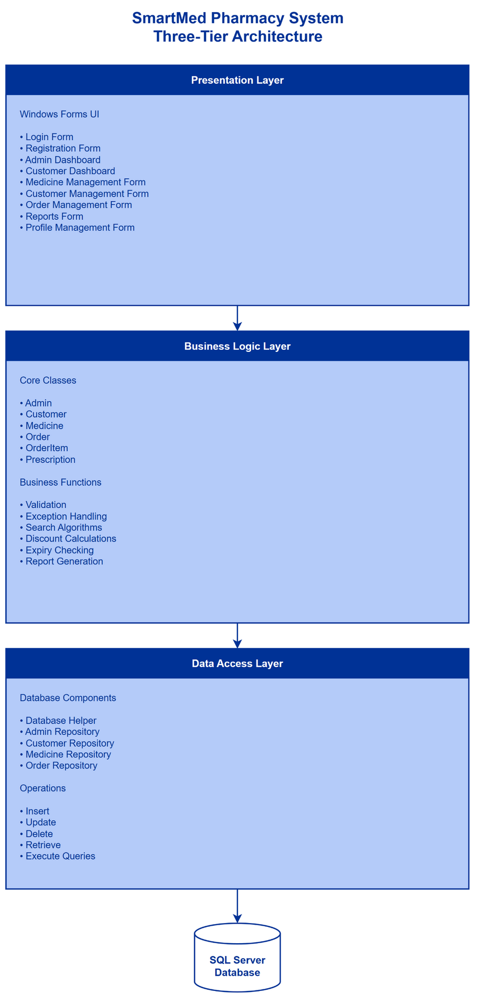 SmartMed Pharmacy System
Three-Tier Architecture
Presentation Layer
Windows Forms UI
• Login Form
• Registration Form
• Admin Dashboard
• Customer Dashboard
• Medicine Management Form
• Customer Management Form
• Order Management Form
• Reports Form
• Profile Management Form
Business Logic Layer
Core Classes
• Admin
• Customer
• Medicine
• Order
• OrderItem
• Prescription
Business Functions
• Validation
• Exception Handling
• Search Algorithms
• Discount Calculations
• Expiry Checking
• Report Generation
Data Access Layer
Database Components
• Database Helper
• Admin Repository
• Customer Repository
• Medicine Repository
• Order Repository
Operations
• Insert
• Update
• Delete
• Retrieve
• Execute Queries
SQL Server
Database